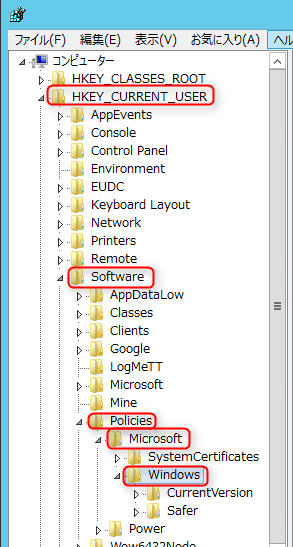 ファイル(F) 編集(E) 表示(V) お気に入り(A) ヘル
コンピューター
HKEY_CLASSES_ROOT
HKEY_CURRENT_USER
AppEvents
Console
Control Panel
Environment
EUDC
Keyboard Layout
Network
Printers
Remote
Software
AppDataLow
Classes
Clients
Google
LogMeTT
Microsoft
Mine
Policies
Microsoft
SystemCertificates
Windows
CurrentVersion
Safer
Power
Wow6432Node